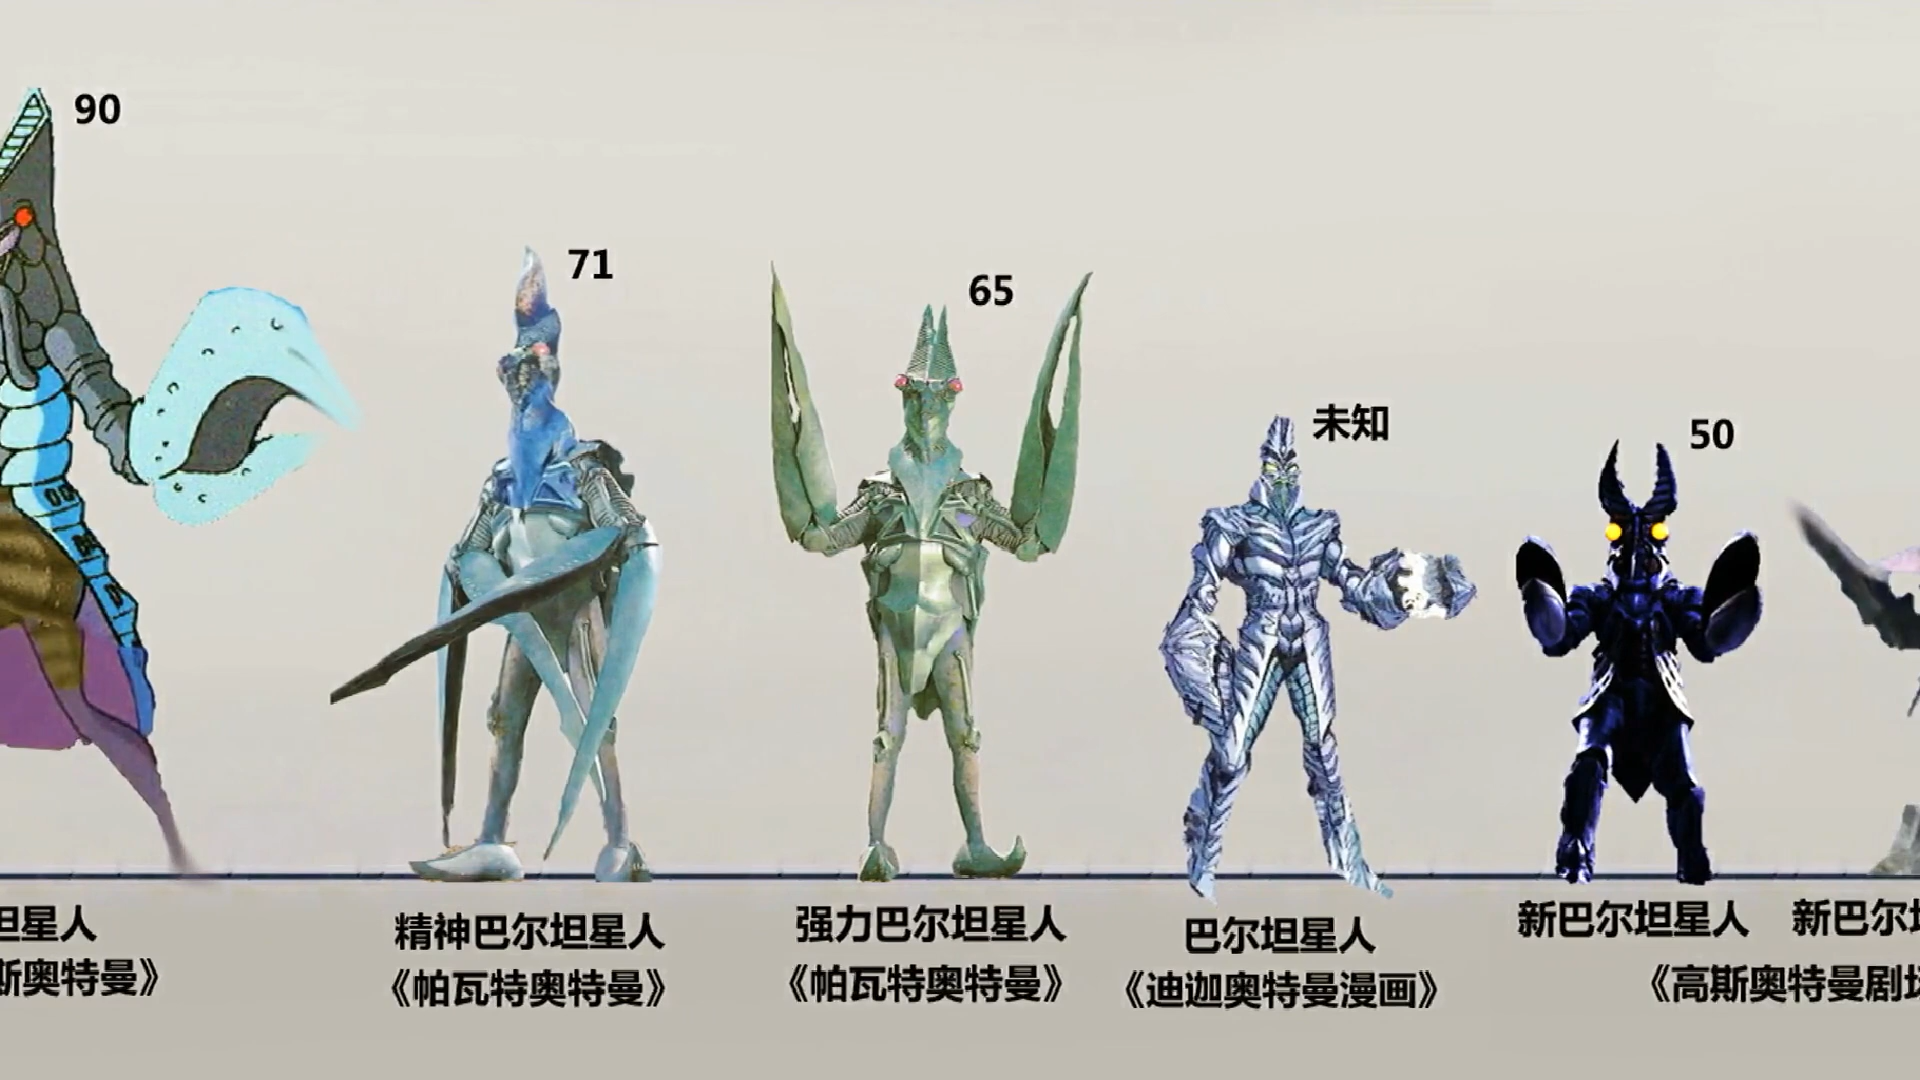 90
71
65
未知
50
坦星人
斯奥特曼》
精神巴尔坦星人
《帕瓦特奥特曼》
强力巴尔坦星人
《帕瓦特奥特曼》
巴尔坦星人
《迪迦奥特曼漫画》
新巴尔坦星人
新巴尔坦
《高斯奥特曼剧场